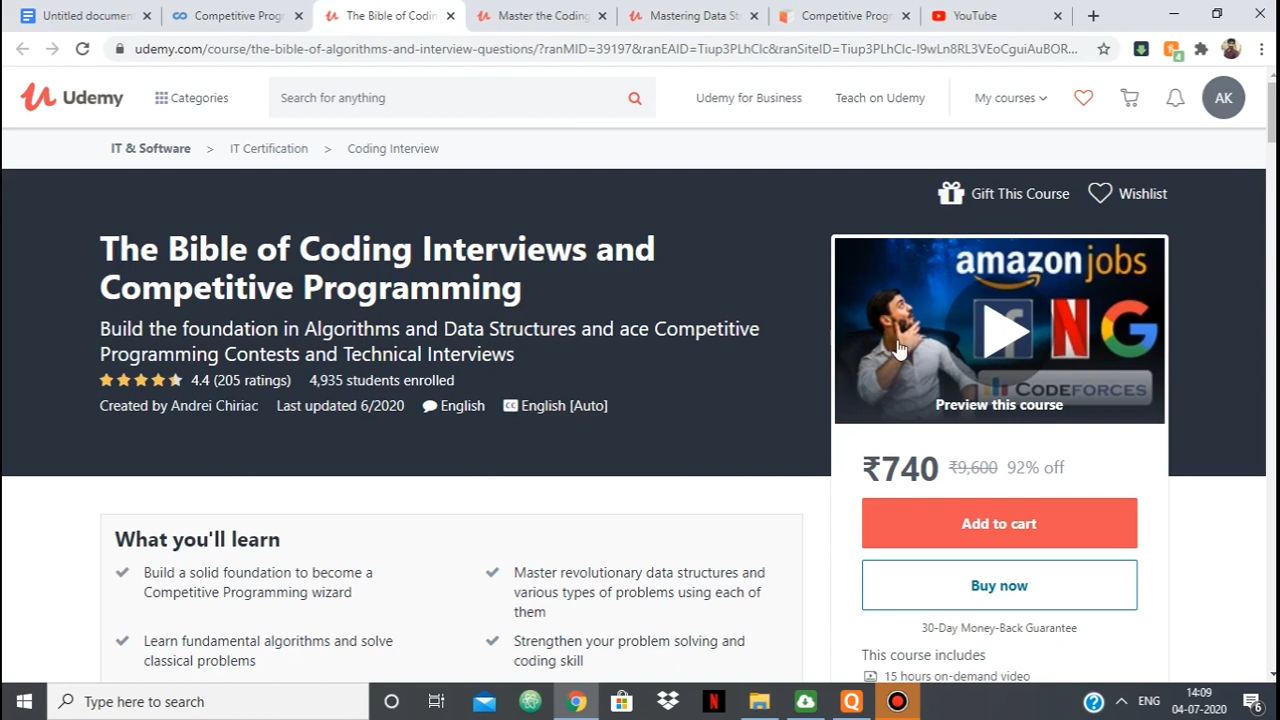 Untitled documen
Competitive Prog
The Bible of Codin
Master the Coding
Mastering Data St
Competitive Prog
YouTube
udemy.com/course/the-bible-of-algorithms-and-interview-questions/?ranMID=39197&ranEAID=Tiup3PLhClc&ranSiteID=Tiup3PLhClc-I9wLn8RL3VEoCguiAuBOR...
4
Udemy
Categories
Search for anything
Udemy for Business
Teach on Udemy
My courses
AK
IT & Software > IT Certification > Coding Interview
Gift This Course
Wishlist
The Bible of Coding Interviews and
Competitive Programming
Build the foundation in Algorithms and Data Structures and ace Competitive
Programming Contests and Technical Interviews
4.4 (205 ratings) 4,935 students enrolled
Created by Andrei Chiriac Last updated 6/2020 English CC English [Auto]
amazonjobs
CODEFORCES
Preview this course
₹740 ₹9,600 92% off
Add to cart
Buy now
30-Day Money-Back Guarantee
This course includes
15 hours on-demand video
What you'll learn
Build a solid foundation to become a
Competitive Programming wizard
Master revolutionary data structures and
various types of problems using each of
them
Learn fundamental algorithms and solve
classical problems
Strengthen your problem solving and
coding skill
Type here to search
ENG
14:09
04-07-2020
6